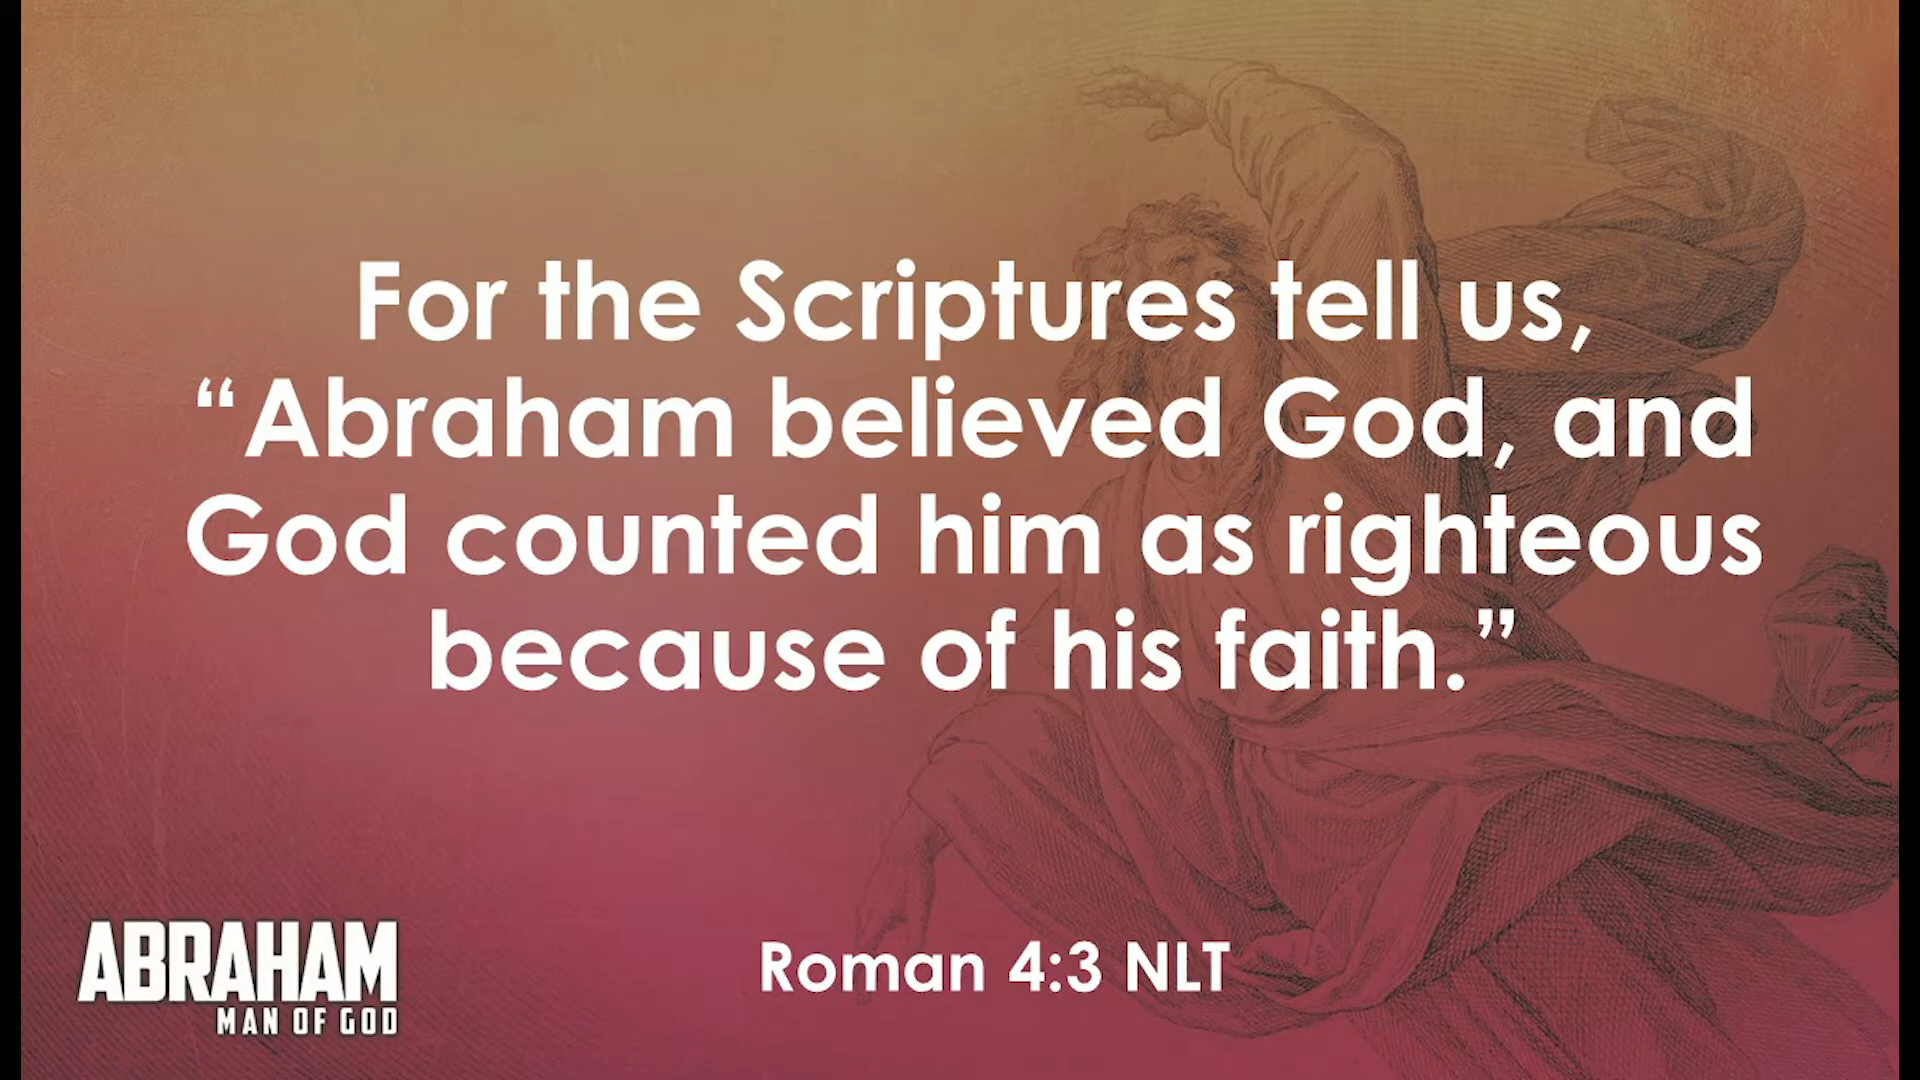 For the Scriptures tell us,
“Abraham believed God, and
God counted him as righteous
because of his faith.”
Roman 4:3 NLT
ABRAHAM
MAN OF GOD